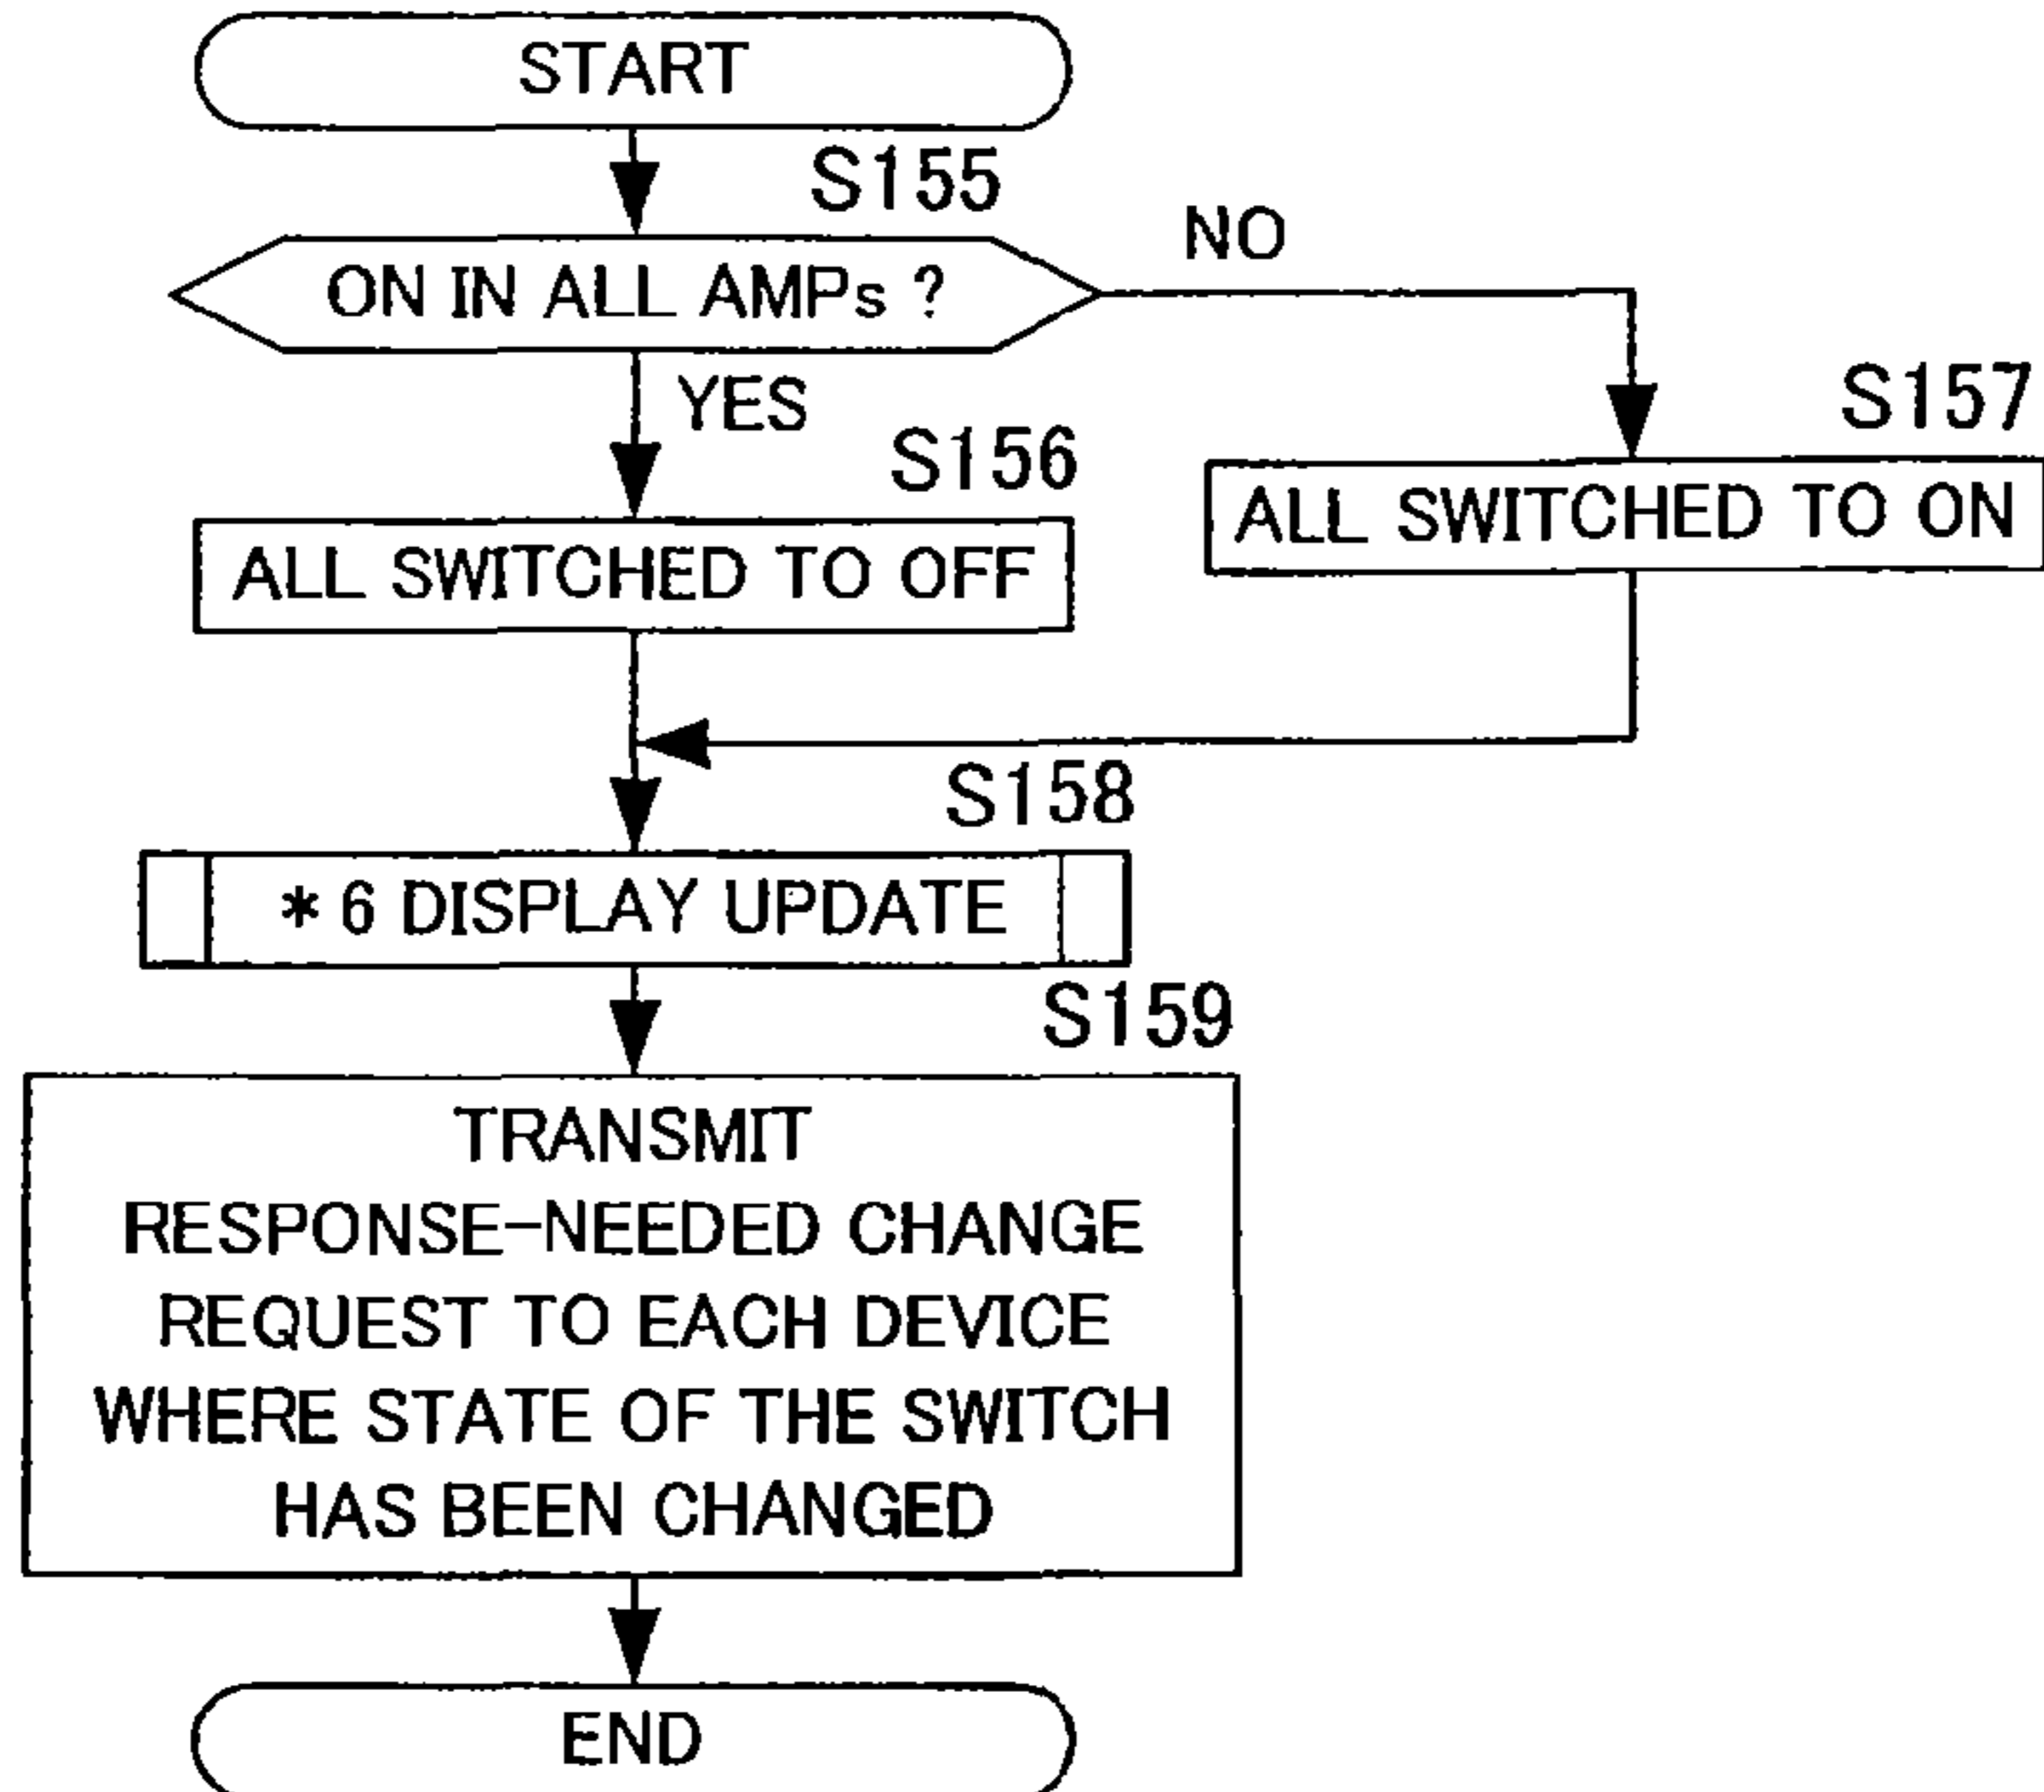 START
S155
ON IN ALL AMPs ?
NO
YES
S156
ALL SWITCHED TO OFF
S157
ALL SWITCHED TO ON
S158
*6 DISPLAY UPDATE
S159
TRANSMIT
RESPONSE-NEEDED CHANGE
REQUEST TO EACH DEVICE
WHERE STATE OF THE SWITCH
HAS BEEN CHANGED
END